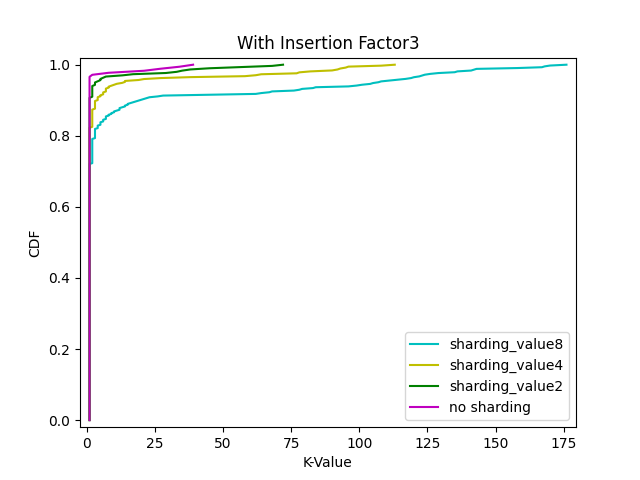 With Insertion Factor3
1.0
0.8
0.6
0.4
0.2
0.0
CDF
sharding_value8
sharding_value4
sharding_value2
no sharding
0 25 50 75 100 125 150 175
K-Value